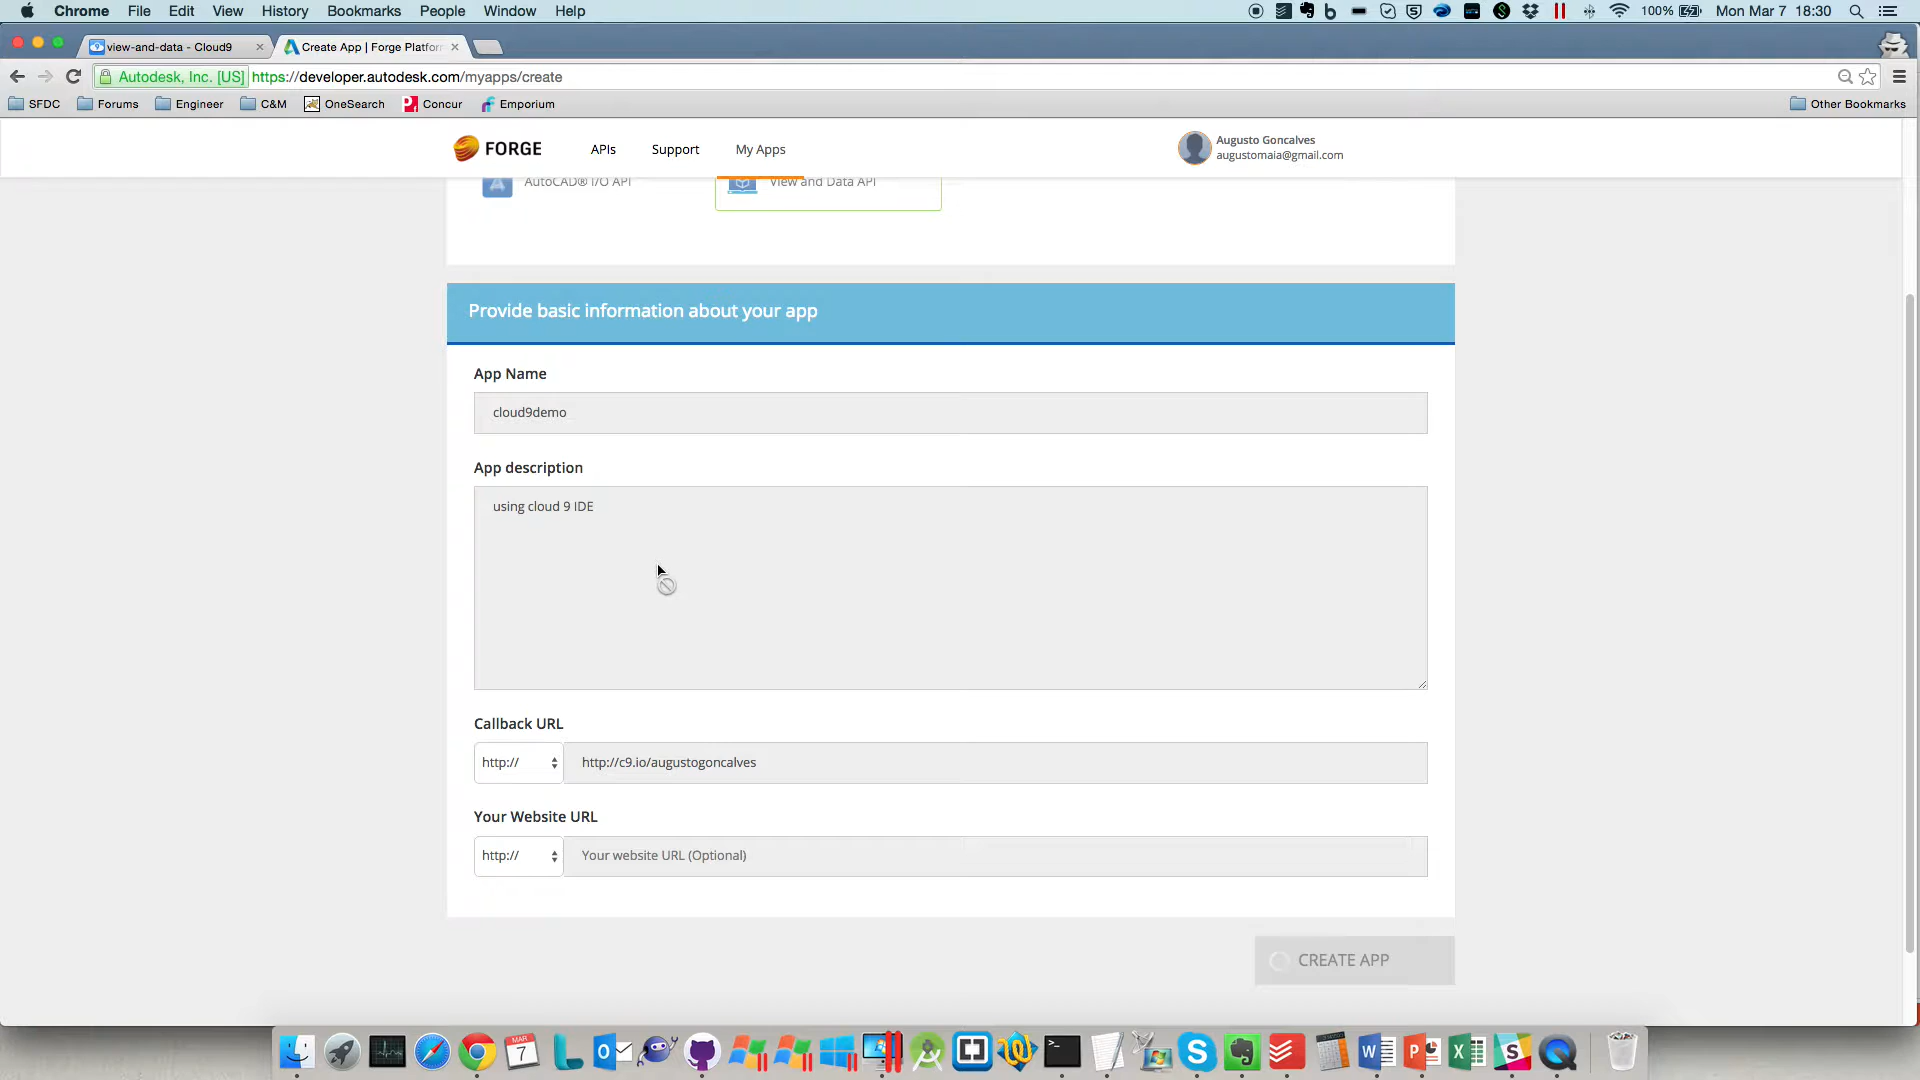 Chrome File Edit View History Bookmarks People Window Help 100% Mon Mar 7 18:30
view-and-data - Cloud9 Create App | Forge Platfor
Autodesk, Inc. [US] https://developer.autodesk.com/myapps/create
SFDC Forums Engineer C&M OneSearch Concur Emporium Other Bookmarks
FORGE APIs Support My Apps
Augusto Goncalves
augustomaia@gmail.com
AutoCAD® I/O API View and Data API
Provide basic information about your app
App Name
cloud9demo
App description
using cloud 9 IDE
Callback URL
http:// http://c9.io/augustogoncalves
Your Website URL
http:// Your website URL (Optional)
CREATE APP
MAR
7